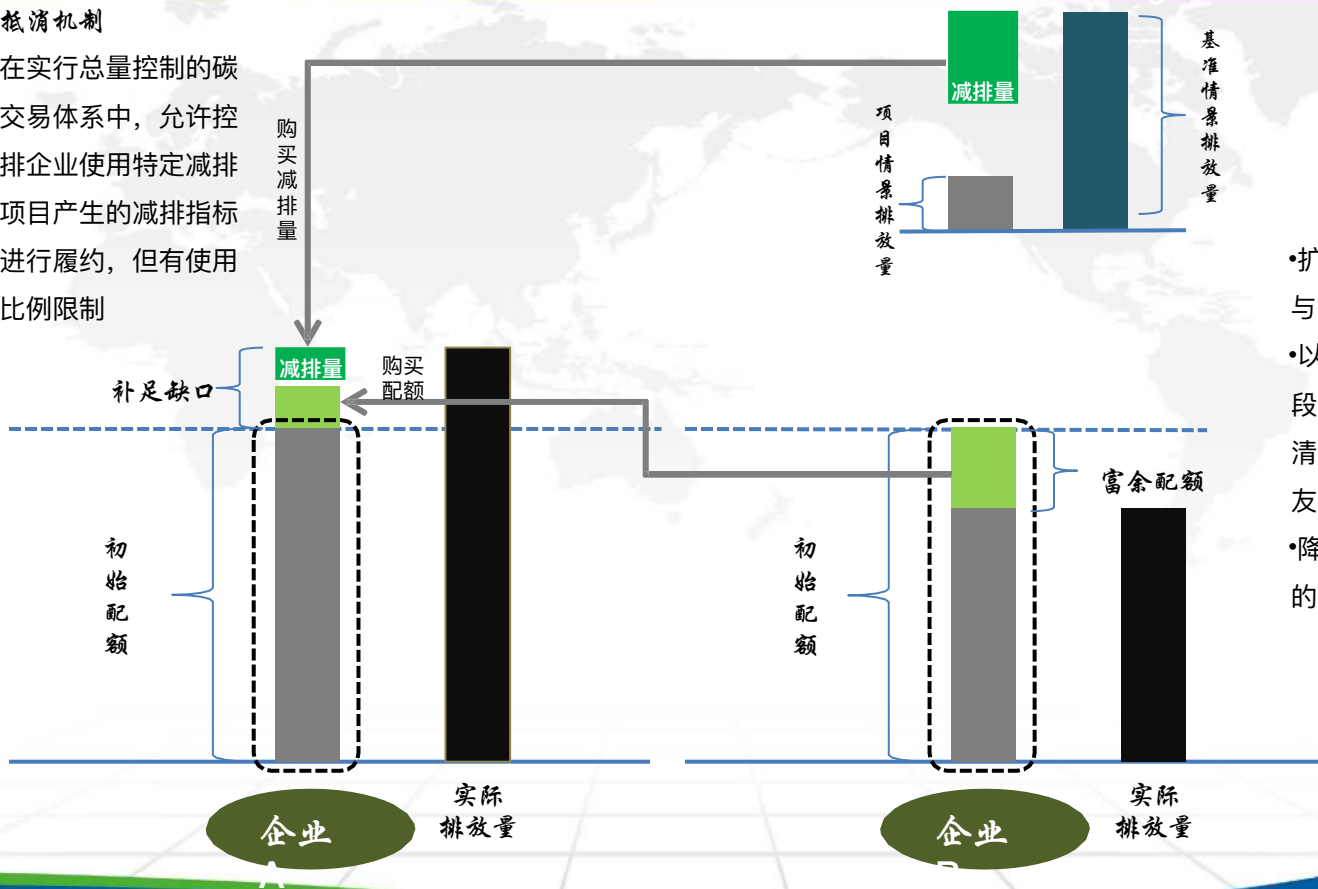 抵消机制
在实行总量控制的碳
交易体系中，允许控
排企业使用特定减排
项目产生的减排指标
进行履约，但有使用
比例限制
购买减排量
减排量
项目情景排放量
基准情景排放量
•扩
与
•以
段
清
友
•降
的
减排量
购买
配额
补足缺口
富余配额
初始配额
初始配额
实际
排放量
实际
排放量
企业
A
企业